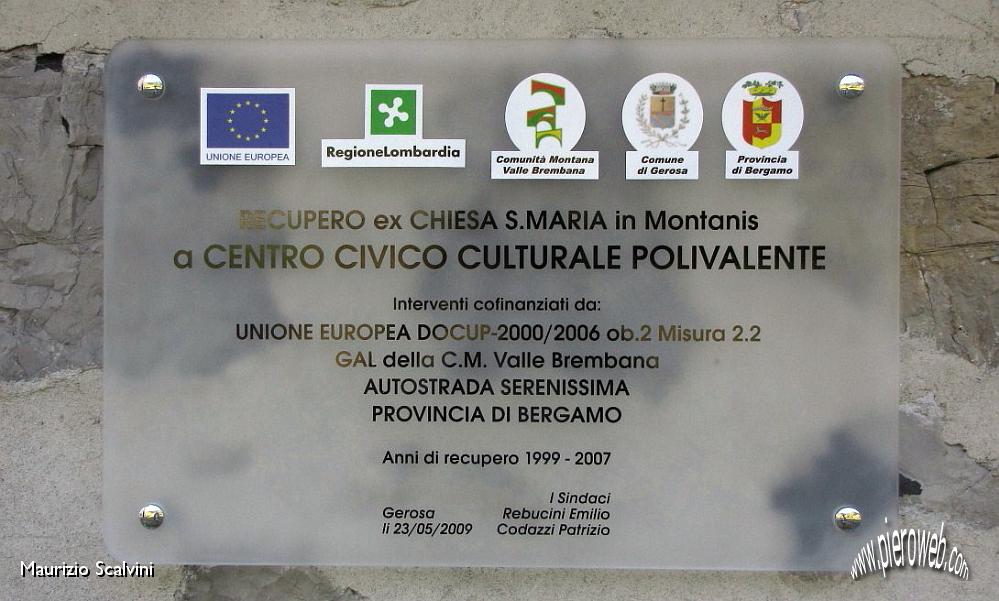 UNIONE EUROPEA
RegioneLombardia
Comunità Montana
Valle Brembana
Comune
di Gerosa
Provincia
di Bergamo
RECUPERO ex CHIESA S.MARIA in Montanis
a CENTRO CIVICO CULTURALE POLIVALENTE
Interventi cofinanziati da:
UNIONE EUROPEA DOCUP-2000/2006 ob.2 Misura 2.2
GAL della C.M. Valle Brembana
AUTOSTRADA SERENISSIMA
PROVINCIA DI BERGAMO
Anni di recupero 1999 - 2007
I Sindaci
Gerosa Rebucini Emilio
li 23/05/2009 Codazzi Patrizio
Maurizio Scalvini
www.pieroweb.com